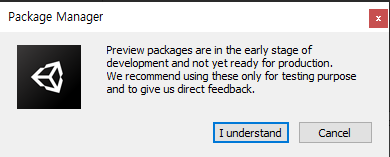 Package Manager
x
Preview packages are in the early stage of
development and not yet ready for production.
We recommend using these only for testing purpose
and to give us direct feedback.
I understand
Cancel